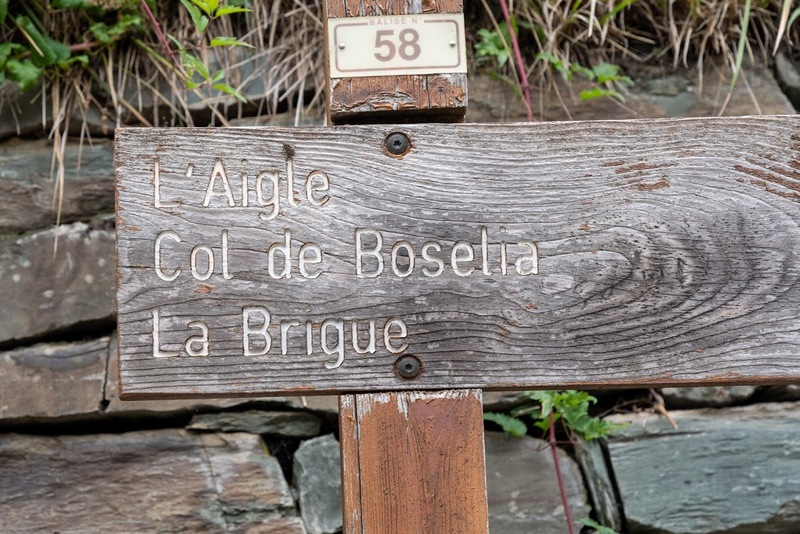 BALISE N°
58
L'Aigle
Col de Boselia
La Brigue